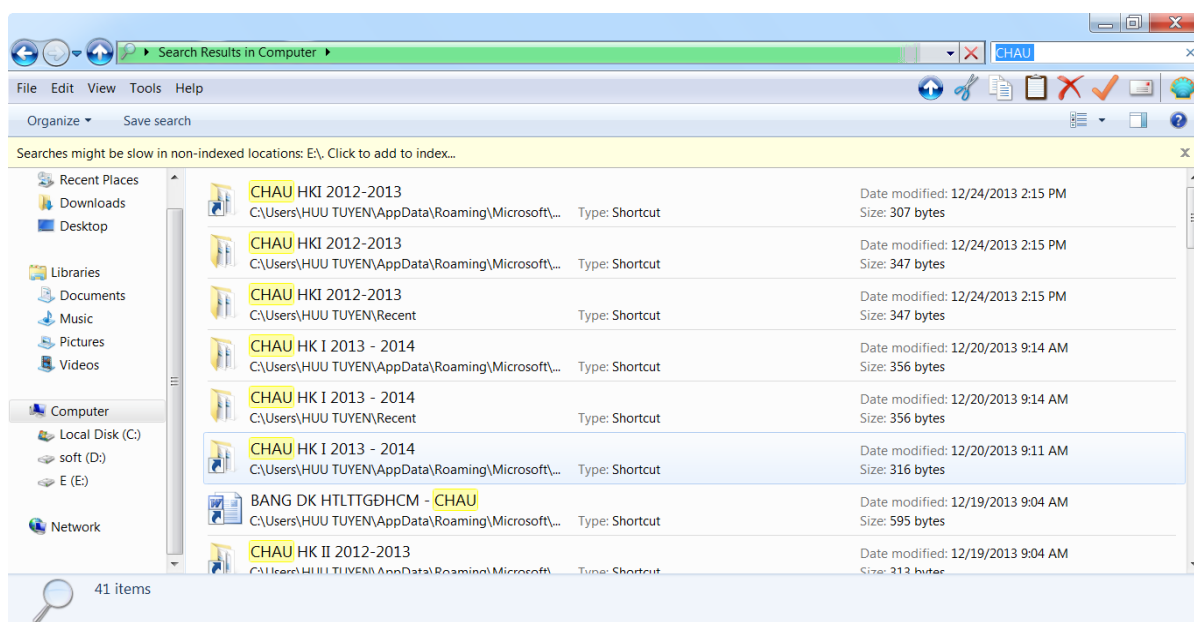 Search Results in Computer
CHAU
File Edit View Tools Help
Organize Save search
Searches might be slow in non-indexed locations: E:\. Click to add to index...
Recent Places
Downloads
Desktop
Libraries
Documents
Music
Pictures
Videos
Computer
Local Disk (C:)
soft (D:)
E (E:)
Network
CHAU HKI 2012-2013 Date modified: 12/24/2013 2:15 PM
C:\Users\HUU TUYEN\AppData\Roaming\Microsoft\... Type: Shortcut Size: 307 bytes
CHAU HKI 2012-2013 Date modified: 12/24/2013 2:15 PM
C:\Users\HUU TUYEN\AppData\Roaming\Microsoft\... Type: Shortcut Size: 347 bytes
CHAU HKI 2012-2013 Date modified: 12/24/2013 2:15 PM
C:\Users\HUU TUYEN\Recent Type: Shortcut Size: 347 bytes
CHAU HK I 2013 - 2014 Date modified: 12/20/2013 9:14 AM
C:\Users\HUU TUYEN\AppData\Roaming\Microsoft\... Type: Shortcut Size: 356 bytes
CHAU HK I 2013 - 2014 Date modified: 12/20/2013 9:14 AM
C:\Users\HUU TUYEN\Recent Type: Shortcut Size: 356 bytes
CHAU HK I 2013 - 2014 Date modified: 12/20/2013 9:11 AM
C:\Users\HUU TUYEN\AppData\Roaming\Microsoft\... Type: Shortcut Size: 316 bytes
BANG DK HTLTTGĐHCM - CHAU Date modified: 12/19/2013 9:04 AM
C:\Users\HUU TUYEN\AppData\Roaming\Microsoft\... Type: Shortcut Size: 595 bytes
CHAU HK II 2012-2013 Date modified: 12/19/2013 9:04 AM
C:\Users\HUU TUYEN\AppData\Roaming\Microsoft\... Type: Shortcut Size: 313 bytes
41 items